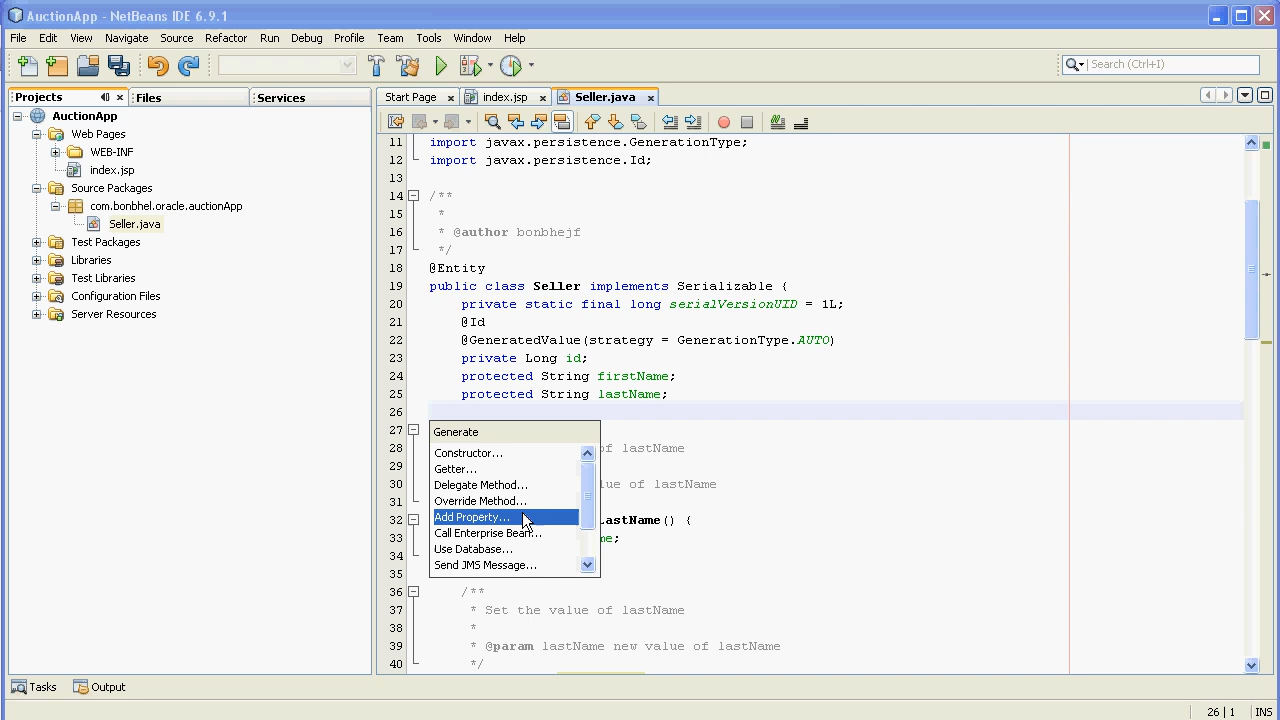 AuctionApp - NetBeans IDE 6.9.1
File Edit View Navigate Source Refactor Run Debug Profile Team Tools Window Help
Search (Ctrl+I)
Projects Files Services
AuctionApp
Web Pages
WEB-INF
index.jsp
Source Packages
com.bonbhel.oracle.auctionApp
Seller.java
Test Packages
Libraries
Test Libraries
Configuration Files
Server Resources
Start Page index.jsp Seller.java
11 import javax.persistence.GenerationType;
12 import javax.persistence.Id;
13
14 /**
15 *
16 * @author bonbhejf
17 */
18 @Entity
19 public class Seller implements Serializable {
20 private static final long serialVersionUID = 1L;
21 @Id
22 @GeneratedValue(strategy = GenerationType.AUTO)
23 private Long id;
24 protected String firstName;
25 protected String lastName;
26
27
28 of lastName
29
30 lue of lastName
31
32 LastName() {
33 me;
34
35
36 /**
37 * Set the value of lastName
38 *
39 * @param lastName new value of lastName
40 */
Generate
Constructor...
Getter...
Delegate Method...
Override Method...
Add Property...
Call Enterprise Bean...
Use Database...
Send JMS Message...
Tasks Output
26 | 1 INS